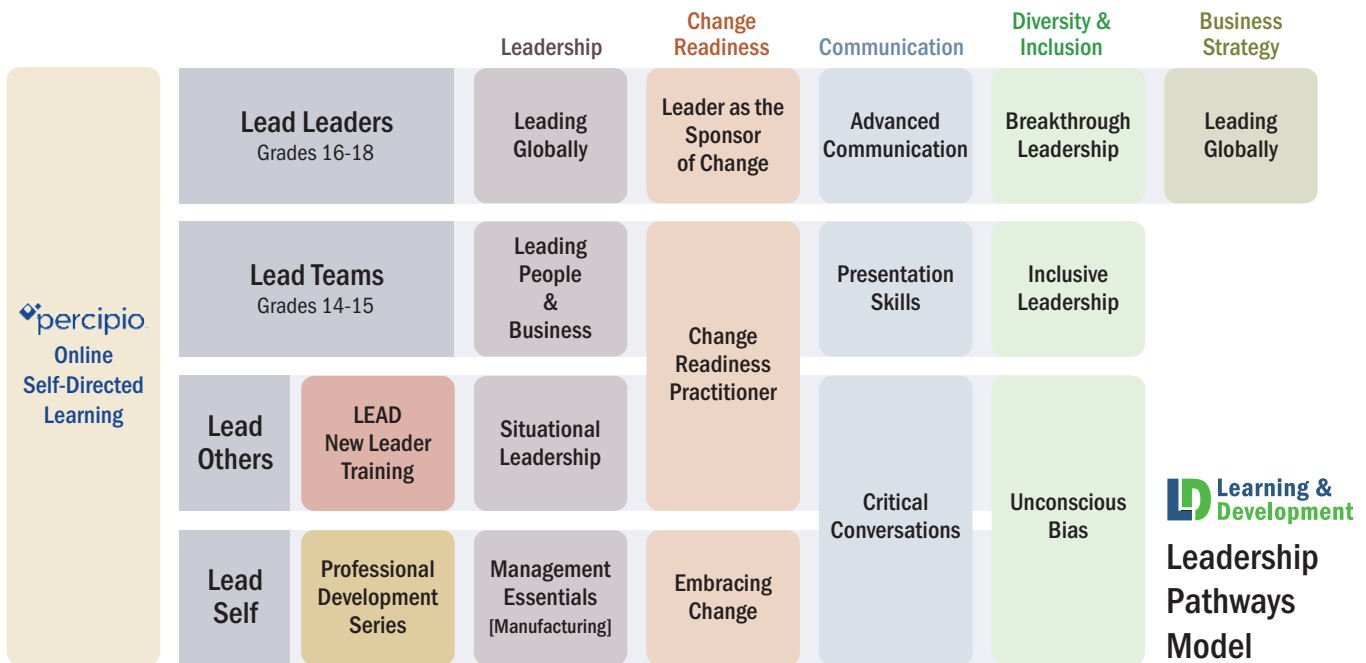 Leadership
Change
Readiness
Communication
Diversity &
Inclusion
Business
Strategy
percipio
Online
Self-Directed
Learning
Lead Leaders
Grades 16-18
Leading
Globally
Leader as the
Sponsor
of Change
Advanced
Communication
Breakthrough
Leadership
Leading
Globally
Lead Teams
Grades 14-15
Leading
People
&
Business
Change
Readiness
Practitioner
Presentation
Skills
Inclusive
Leadership
Lead
Others
LEAD
New Leader
Training
Situational
Leadership
Critical
Conversations
Unconscious
Bias
Lead
Self
Professional
Development
Series
Management
Essentials
[Manufacturing]
Embracing
Change
LD Learning &
Development
Leadership
Pathways
Model